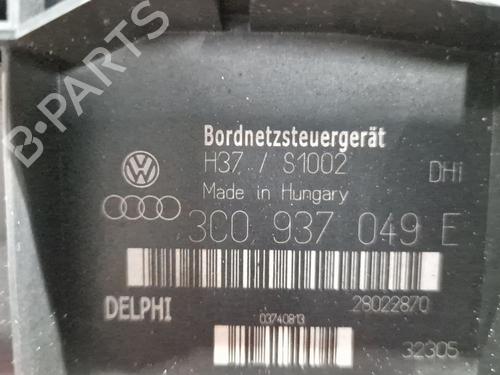 B-PARTS
Bordnetzsteuergerät
H37 / S1002 DHi
Made in Hungary
3C0 937 049 E
DELPHI 28022870
03740813
32305